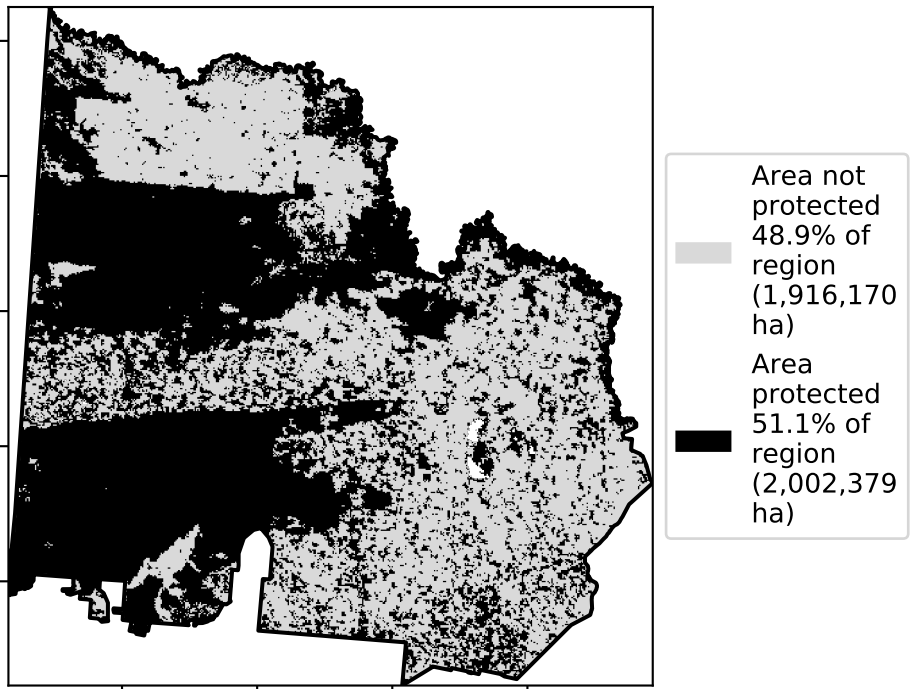 Area not
protected
48.9% of
region
(1,916,170
ha)
Area
protected
51.1% of
region
(2,002,379
ha)